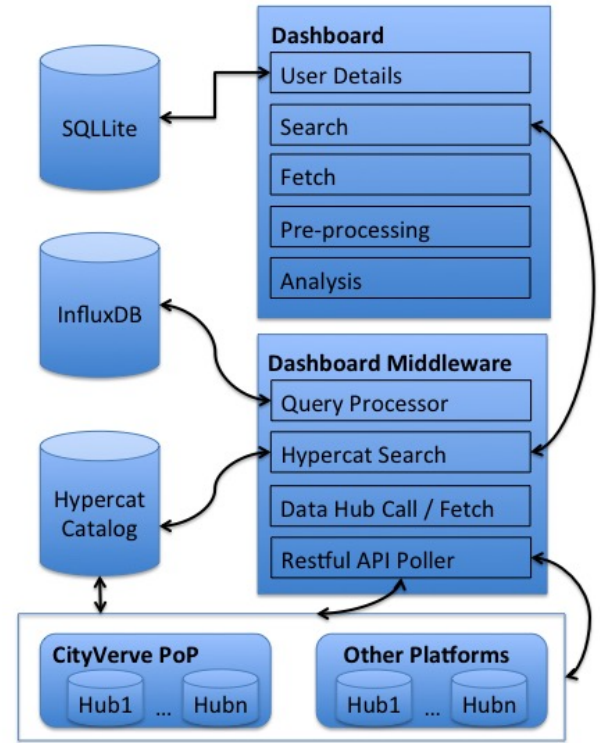 Dashboard
User Details
Search
Fetch
Pre-processing
Analysis
SQLLite
InfluxDB
Hypercat
Catalog
Dashboard Middleware
Query Processor
Hypercat Search
Data Hub Call / Fetch
Restful API Poller
CityVerve PoP
Hub1 ... Hubn
Other Platforms
Hub1 ... Hubn